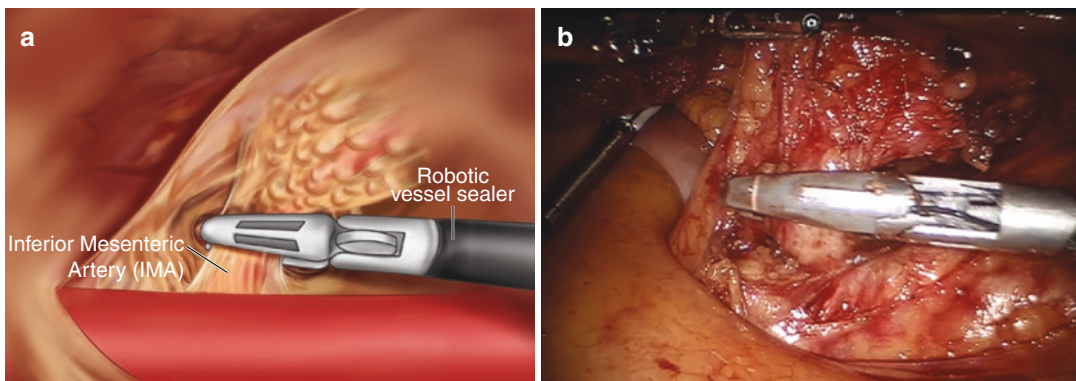 a
Robotic
vessel sealer
Inferior Mesenteric
Artery (IMA)
b